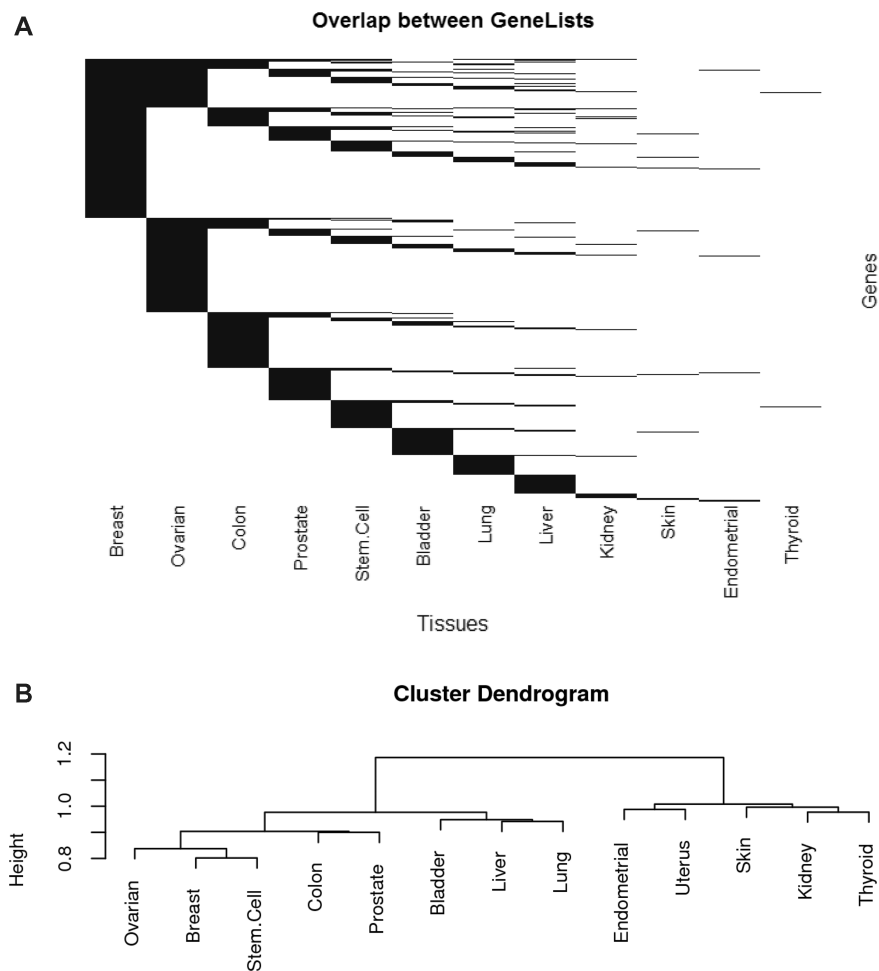 A
Overlap between GeneLists
Genes
Breast
Ovarian
Colon
Prostate
Stem.Cell
Bladder
Lung
Liver
Kidney
Skin
Endometrial
Thyroid
Tissues
B
Cluster Dendrogram
Height
1.2
1.0
0.8
Ovarian
Breast
Stem.Cell
Colon
Prostate
Bladder
Liver
Lung
Endometrial
Uterus
Skin
Kidney
Thyroid